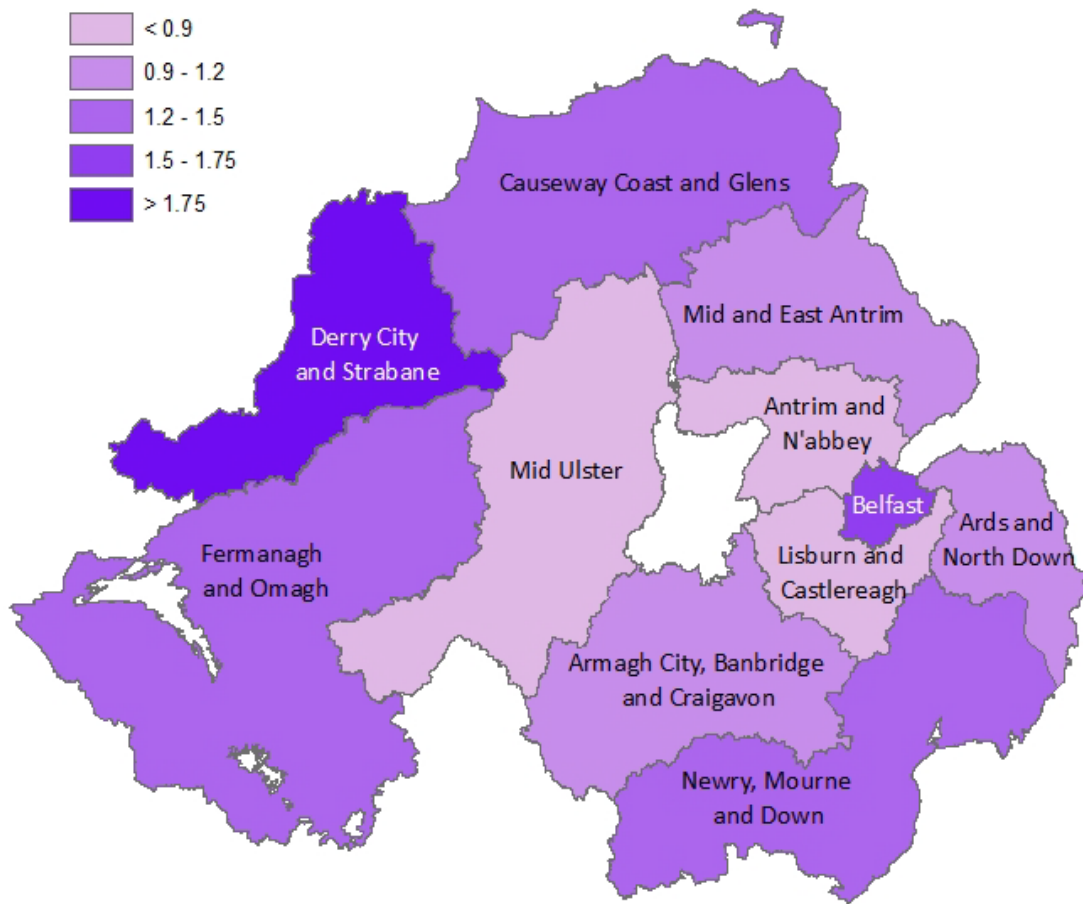 < 0.9
0.9 - 1.2
1.2 - 1.5
1.5 - 1.75
> 1.75
Causeway Coast and Glens
Mid and East Antrim
Derry City
and Strabane
Antrim and
N'abbey
Mid Ulster
Belfast
Ards and
North Down
Lisburn and
Castlereagh
Fermanagh
and Omagh
Armagh City, Banbridge
and Craigavon
Newry, Mourne
and Down